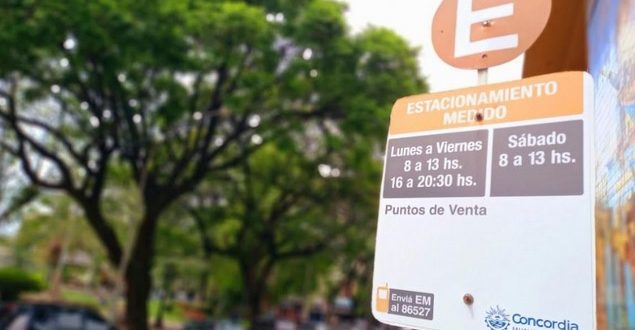 E
ESTACIONAMIENTO
MEDIDO
Lunes a Viernes
8 a 13 hs.
16 a 20:30 hs.
Sábado
8 a 13 hs.
Puntos de Venta
Enviá EM
al 86527
Concordia